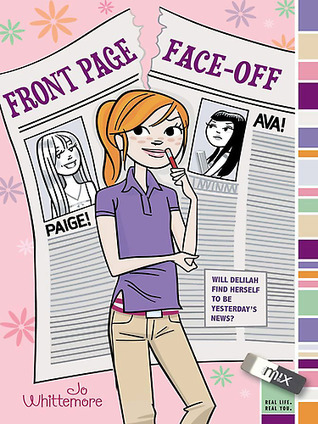 FRONT PAGE
FACE-OFF
AVA!
PAIGE!
WILL DELILAH
FIND HERSELF
TO BE
YESTERDAY'S
NEWS?
Jo
Whittemore
mix
REAL LIFE.
REAL YOU.